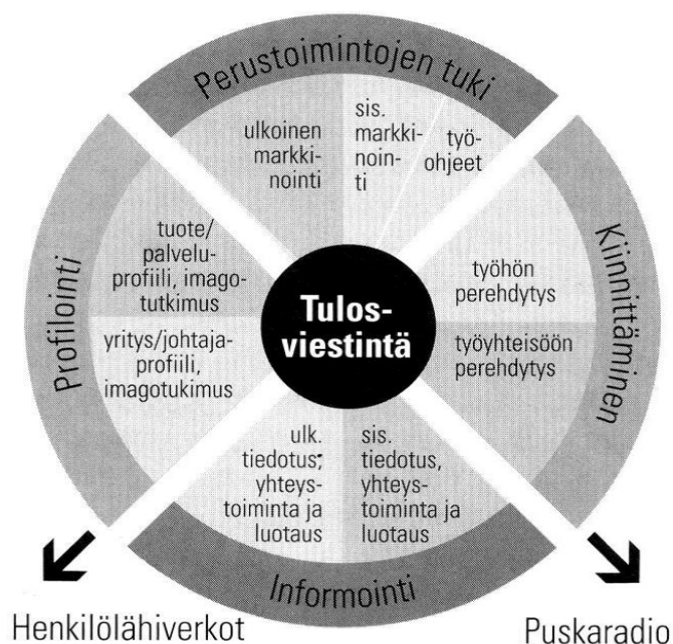 Perustoimintojen tuki
ulkoinen
markki-
nointi
sis.
markki-
noin-
ti
työ-
ohjeet
Profilointi
tuote/
palvelu-
profiili, imago-
tutkimus
yritys/johtaja-
profiili,
imagotukimus
Tulos-
viestintä
Kiinnittäminen
työhön
perehdytys
työyhteisöön
perehdytys
ulk.
tiedotus;
yhteys-
toiminta ja
luotaus
sis.
tiedotus,
yhteys-
toiminta ja
luotaus
Informointi
Henkilölähiverkot
Puskaradio